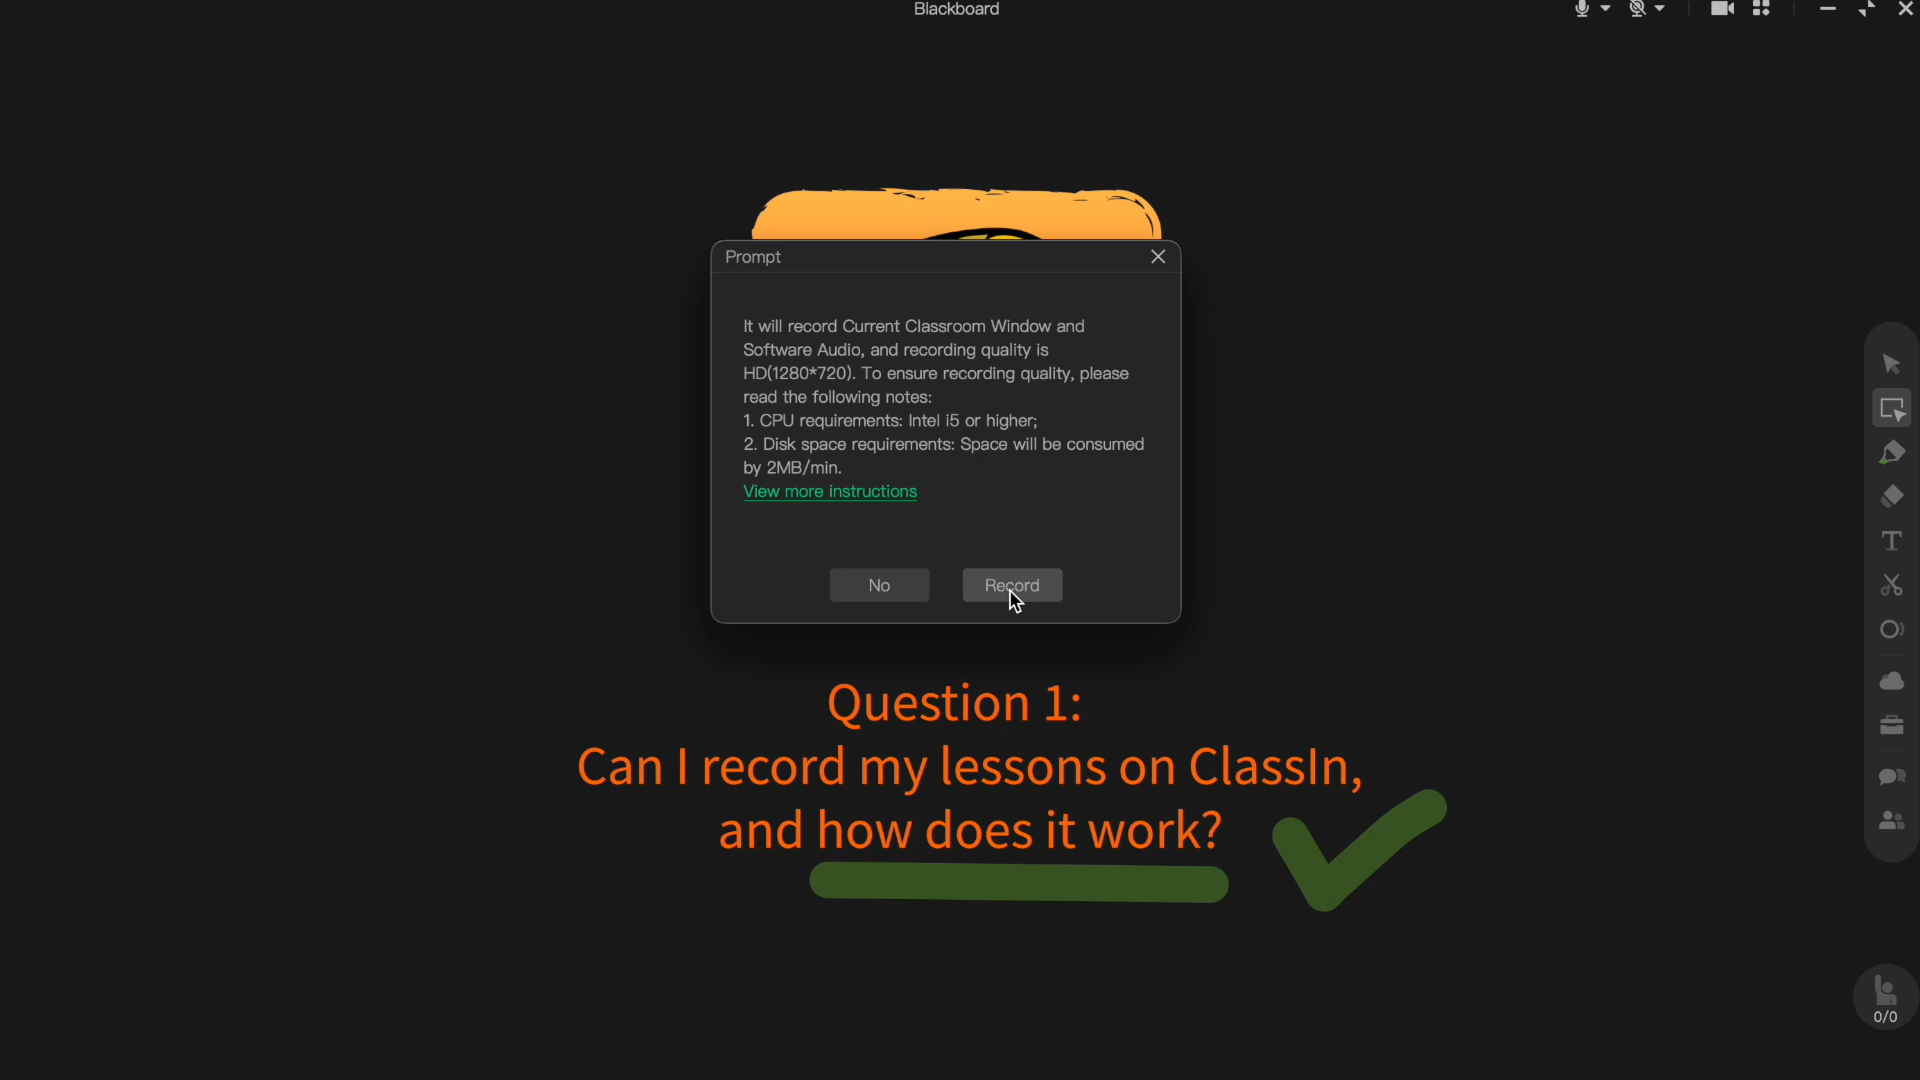 Blackboard
Prompt
It will record Current Classroom Window and
Software Audio, and recording quality is
HD(1280*720). To ensure recording quality, please
read the following notes:
1. CPU requirements: Intel i5 or higher;
2. Disk space requirements: Space will be consumed
by 2MB/min.
View more instructions
No
Record
Question 1:
Can I record my lessons on ClassIn,
and how does it work?
0/0